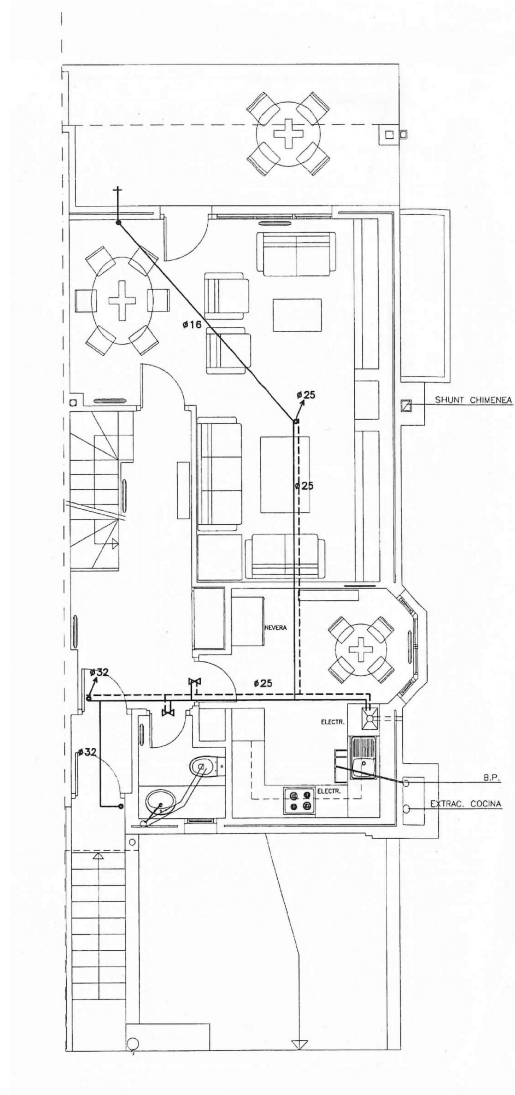 ø16
ø25
SHUNT CHIMENEA
ø25
NEVERA
ø32
ø25
ELECTR.
ø32
B.P.
ELECTR.
EXTRAC. COCINA